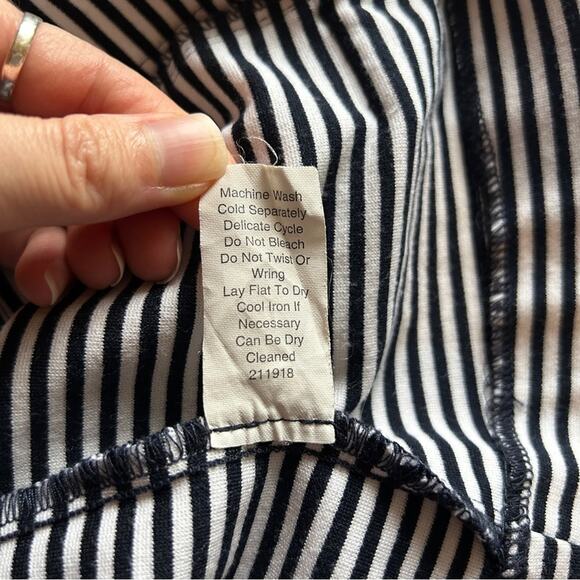 Machine Wash
Cold Separately
Delicate Cycle
Do Not Bleach
Do Not Twist Or
Wring
Lay Flat To Dry
Cool Iron If
Necessary
Can Be Dry
Cleaned
211918